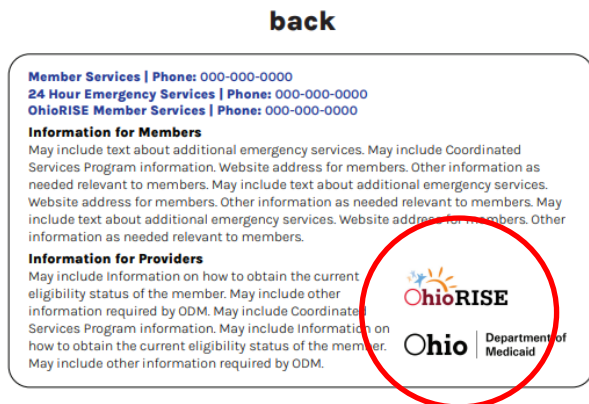 back
Member Services | Phone: 000-000-0000
24 Hour Emergency Services | Phone: 000-000-0000
OhioRISE Member Services | Phone: 000-000-0000
Information for Members
May include text about additional emergency services. May include Coordinated
Services Program information. Website address for members. Other information as
needed relevant to members. May include text about additional emergency services.
Website address for members. Other information as needed relevant to members. May
include text about additional emergency services. Website address for members. Other
information as needed relevant to members.
Information for Providers
May include Information on how to obtain the current
eligibility status of the member. May include other
information required by ODM. May include Coordinated
Services Program information. May include Information on
how to obtain the current eligibility status of the member.
May include other information required by ODM.
OhioRISE
Ohio | Department of
Medicaid